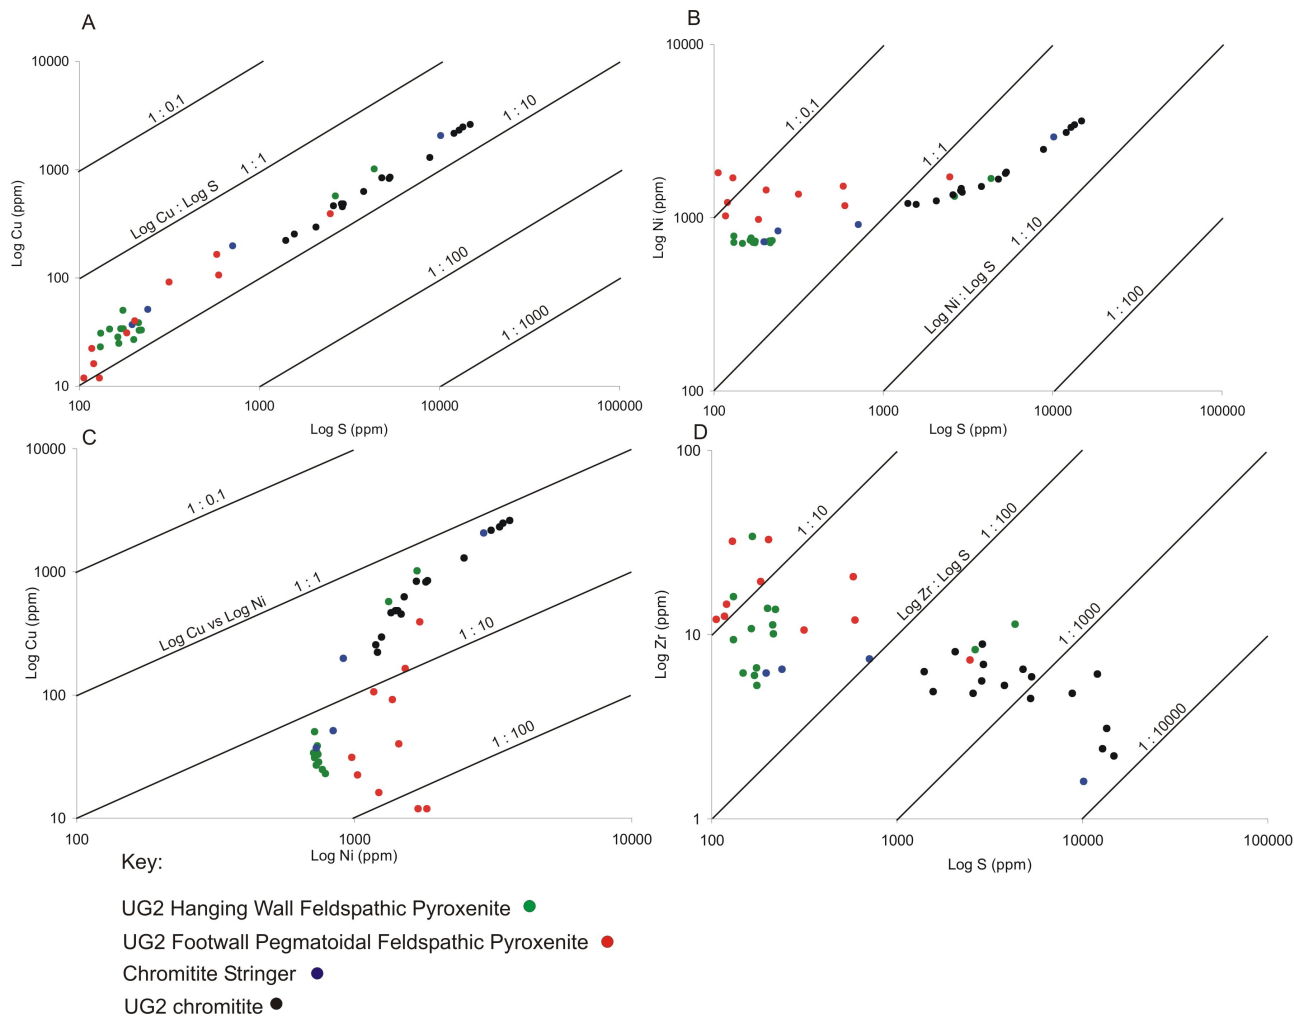 A
10000
1000
100
10
Log Cu (ppm)
1 : 0.1
1 : 1
Log Cu : Log S
1 : 10
1 : 100
1 : 1000
100
1000
10000
100000
Log S (ppm)
B
10000
1000
100
Log Ni (ppm)
1 : 0.1
1 : 1
1 : 10
Log Ni : Log S
1 : 100
100
1000
10000
100000
Log S (ppm)
C
10000
1000
100
10
Log Cu (ppm)
1 : 0.1
1 : 1
Log Cu vs Log Ni
1 : 10
1 : 100
100
1000
10000
Log Ni (ppm)
D
100
10
1
Log Zr (ppm)
1 : 10
1 : 100
Log Zr : Log S
1 : 1000
1 : 10000
100
1000
10000
100000
Log S (ppm)
Key:
UG2 Hanging Wall Feldspathic Pyroxenite
UG2 Footwall Pegmatoidal Feldspathic Pyroxenite
Chromitite Stringer
UG2 chromitite